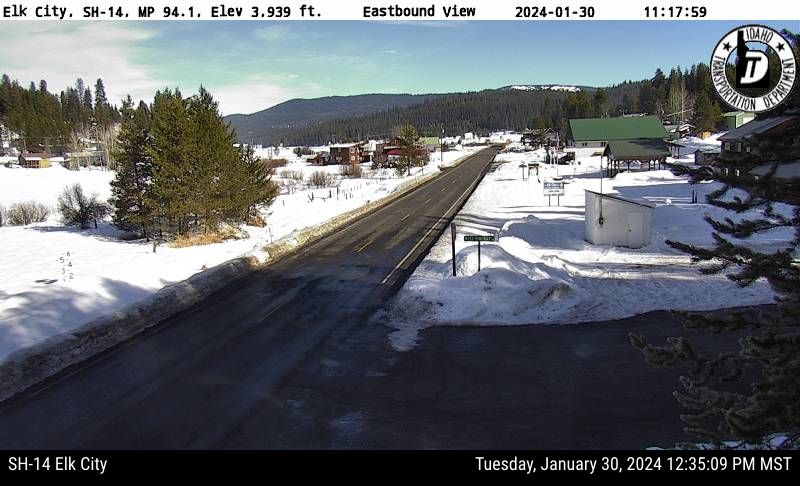 Elk City, SH-14, MP 94.1, Elev 3,939 ft. Eastbound View 2024-01-30 11:17:59
IDAHO
TRANSPORTATION DEPARTMENT
SH-14 Elk City Tuesday, January 30, 2024 12:35:09 PM MST